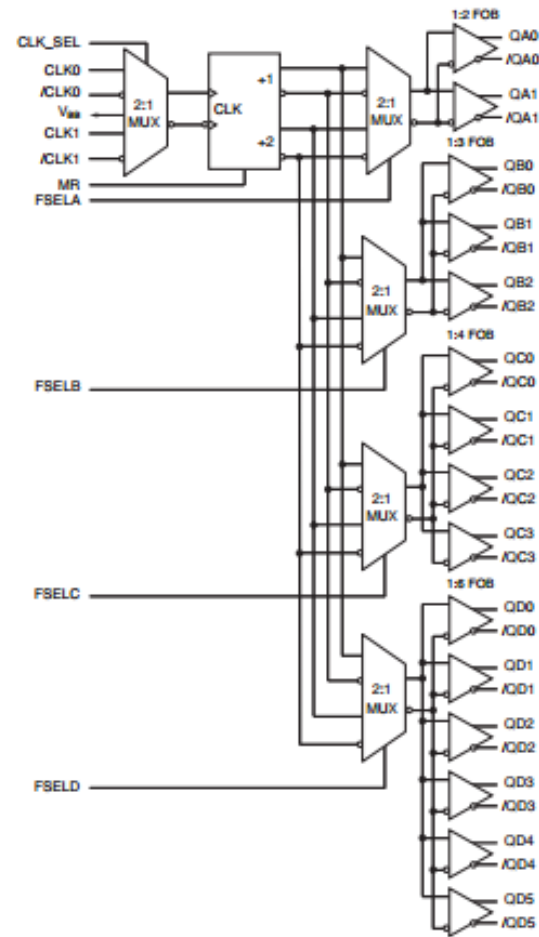 1:2 FOB
CLK_SEL
CLK0
/CLK0
VBB
CLK1
/CLK1
MR
FSELA
2:1
MUX
CLK
÷1
÷2
2:1
MUX
QA0
/QA0
QA1
/QA1
1:3 FOB
QB0
/QB0
QB1
/QB1
QB2
/QB2
2:1
MUX
FSELB
1:4 FOB
QC0
/QC0
QC1
/QC1
QC2
/QC2
QC3
/QC3
2:1
MUX
FSELC
1:6 FOB
QD0
/QD0
QD1
/QD1
QD2
/QD2
QD3
/QD3
QD4
/QD4
QD5
/QD5
2:1
MUX
FSELD